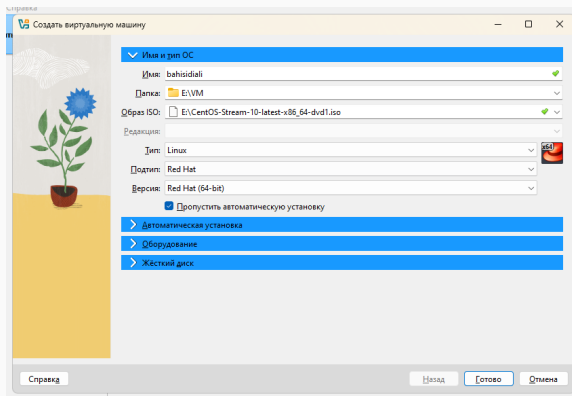 Справка
Создать виртуальную машину
Имя и тип ОС
Имя: bahisidiali
Папка: E:\VM
Образ ISO: E:\CentOS-Stream-10-latest-x86_64-dvd1.iso
Редакция:
Тип: Linux
x64
Подтип: Red Hat
Версия: Red Hat (64-bit)
Пропустить автоматическую установку
Автоматическая установка
Оборудование
Жёсткий диск
Справка
Назад
Готово
Отмена